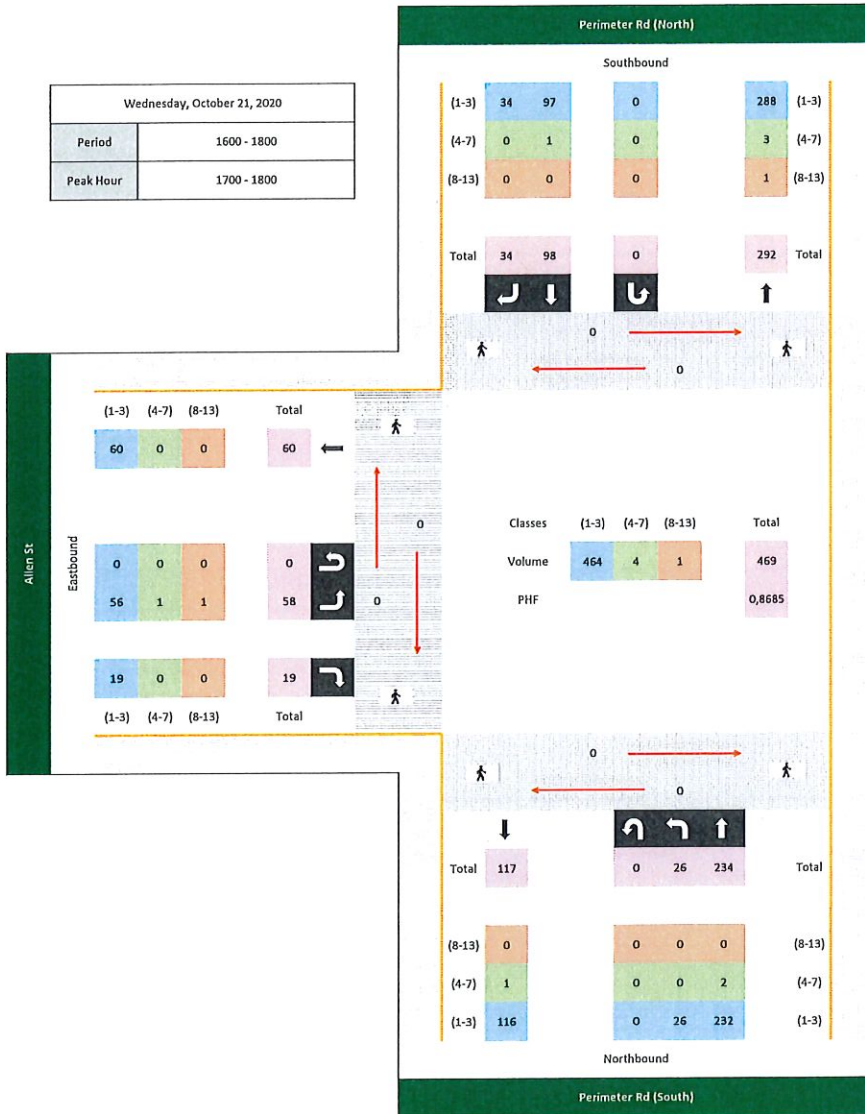 Perimeter Rd (North)
Southbound
Wednesday, October 21, 2020
Period 1600 - 1800
Peak Hour 1700 - 1800
(1-3) 34 97 0 288 (1-3)
(4-7) 0 1 0 3 (4-7)
(8-13) 0 0 0 1 (8-13)
Total 34 98 0 292 Total
0
0
Allen St
Eastbound
(1-3) (4-7) (8-13) Total
60 0 0 60
0
0 0 0 0
56 1 1 58
0
19 0 0 19
(1-3) (4-7) (8-13) Total
Classes (1-3) (4-7) (8-13) Total
Volume 464 4 1 469
PHF 0,8685
0
0
Total 117 0 26 234 Total
(8-13) 0 0 0 0 (8-13)
(4-7) 1 0 0 2 (4-7)
(1-3) 116 0 26 232 (1-3)
Northbound
Perimeter Rd (South)